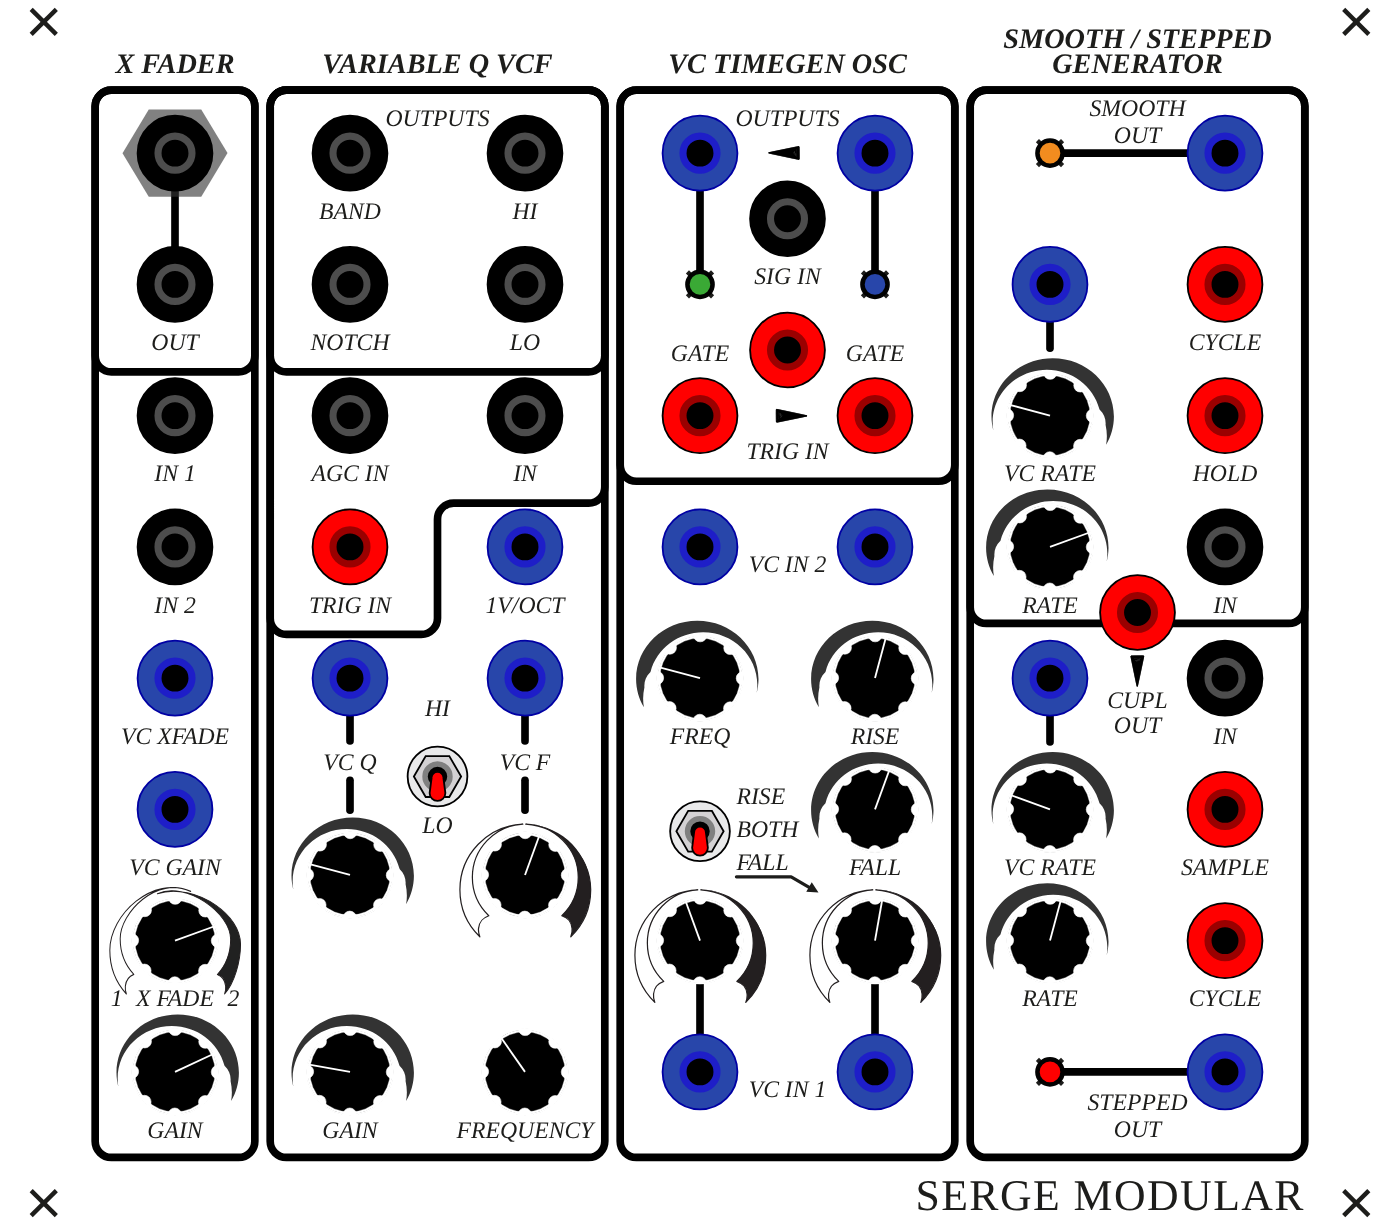 X FADER
OUT
IN 1
IN 2
VC XFADE
VC GAIN
1 X FADE 2
GAIN
VARIABLE Q VCF
OUTPUTS
BAND HI
NOTCH LO
AGC IN IN
TRIG IN 1V/OCT
HI
VC Q VC F
LO
GAIN FREQUENCY
VC TIMEGEN OSC
OUTPUTS
SIG IN
GATE GATE
TRIG IN
VC IN 2
FREQ RISE
RISE
BOTH
FALL FALL
VC IN 1
SMOOTH / STEPPED
GENERATOR
SMOOTH
OUT
CYCLE
VC RATE HOLD
RATE IN
CUPL
OUT IN
VC RATE SAMPLE
RATE CYCLE
STEPPED
OUT
SERGE MODULAR